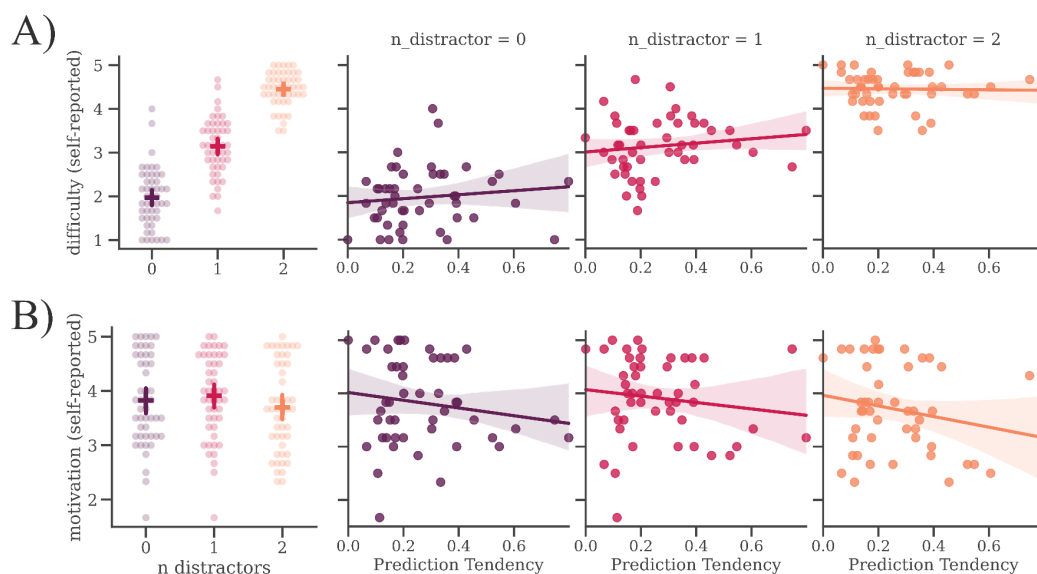 A)
n_distractor = 0
n_distractor = 1
n_distractor = 2
difficulty (self-reported)
5
4
3
2
1
0 1 2
0.0 0.2 0.4 0.6
0.0 0.2 0.4 0.6
0.0 0.2 0.4 0.6
B)
motivation (self-reported)
5
4
3
2
0 1 2
n distractors
0.0 0.2 0.4 0.6
Prediction Tendency
0.0 0.2 0.4 0.6
Prediction Tendency
0.0 0.2 0.4 0.6
Prediction Tendency